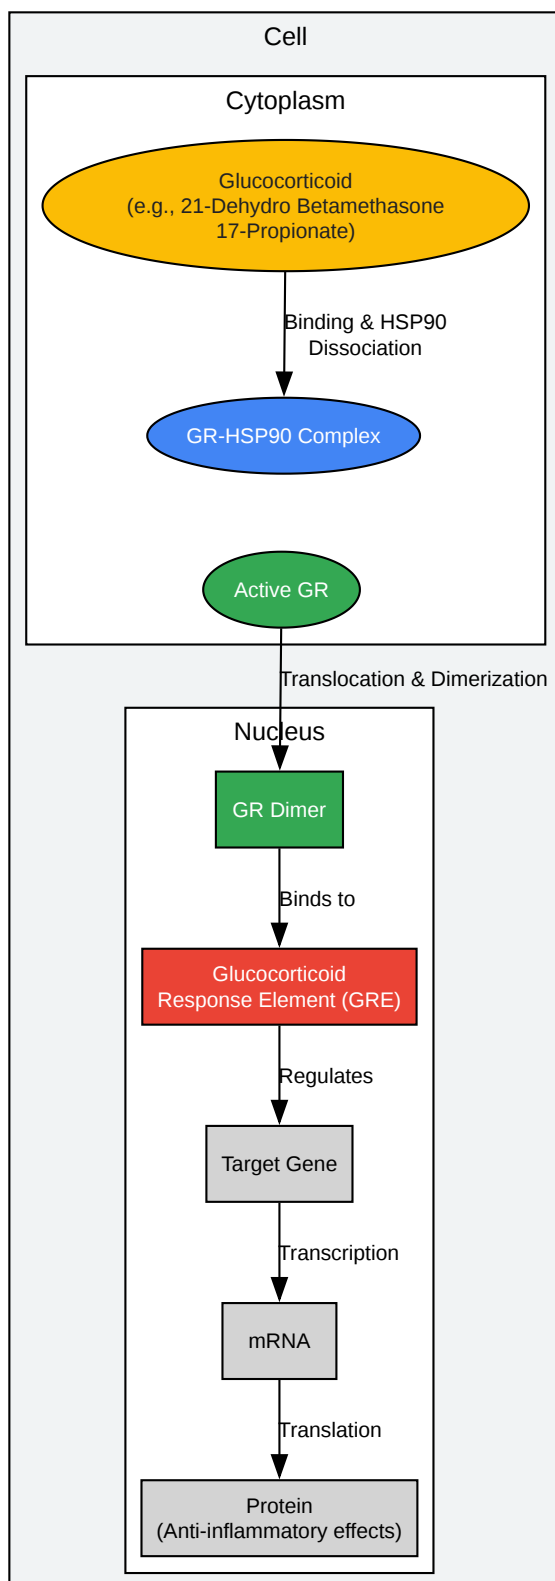 Cell
Cytoplasm
Glucocorticoid
(e.g., 21-Dehydro Betamethasone
17-Propionate)
Binding & HSP90
Dissociation
GR-HSP90 Complex
Active GR
Translocation & Dimerization
Nucleus
GR Dimer
Binds to
Glucocorticoid
Response Element (GRE)
Regulates
Target Gene
Transcription
mRNA
Translation
Protein
(Anti-inflammatory effects)